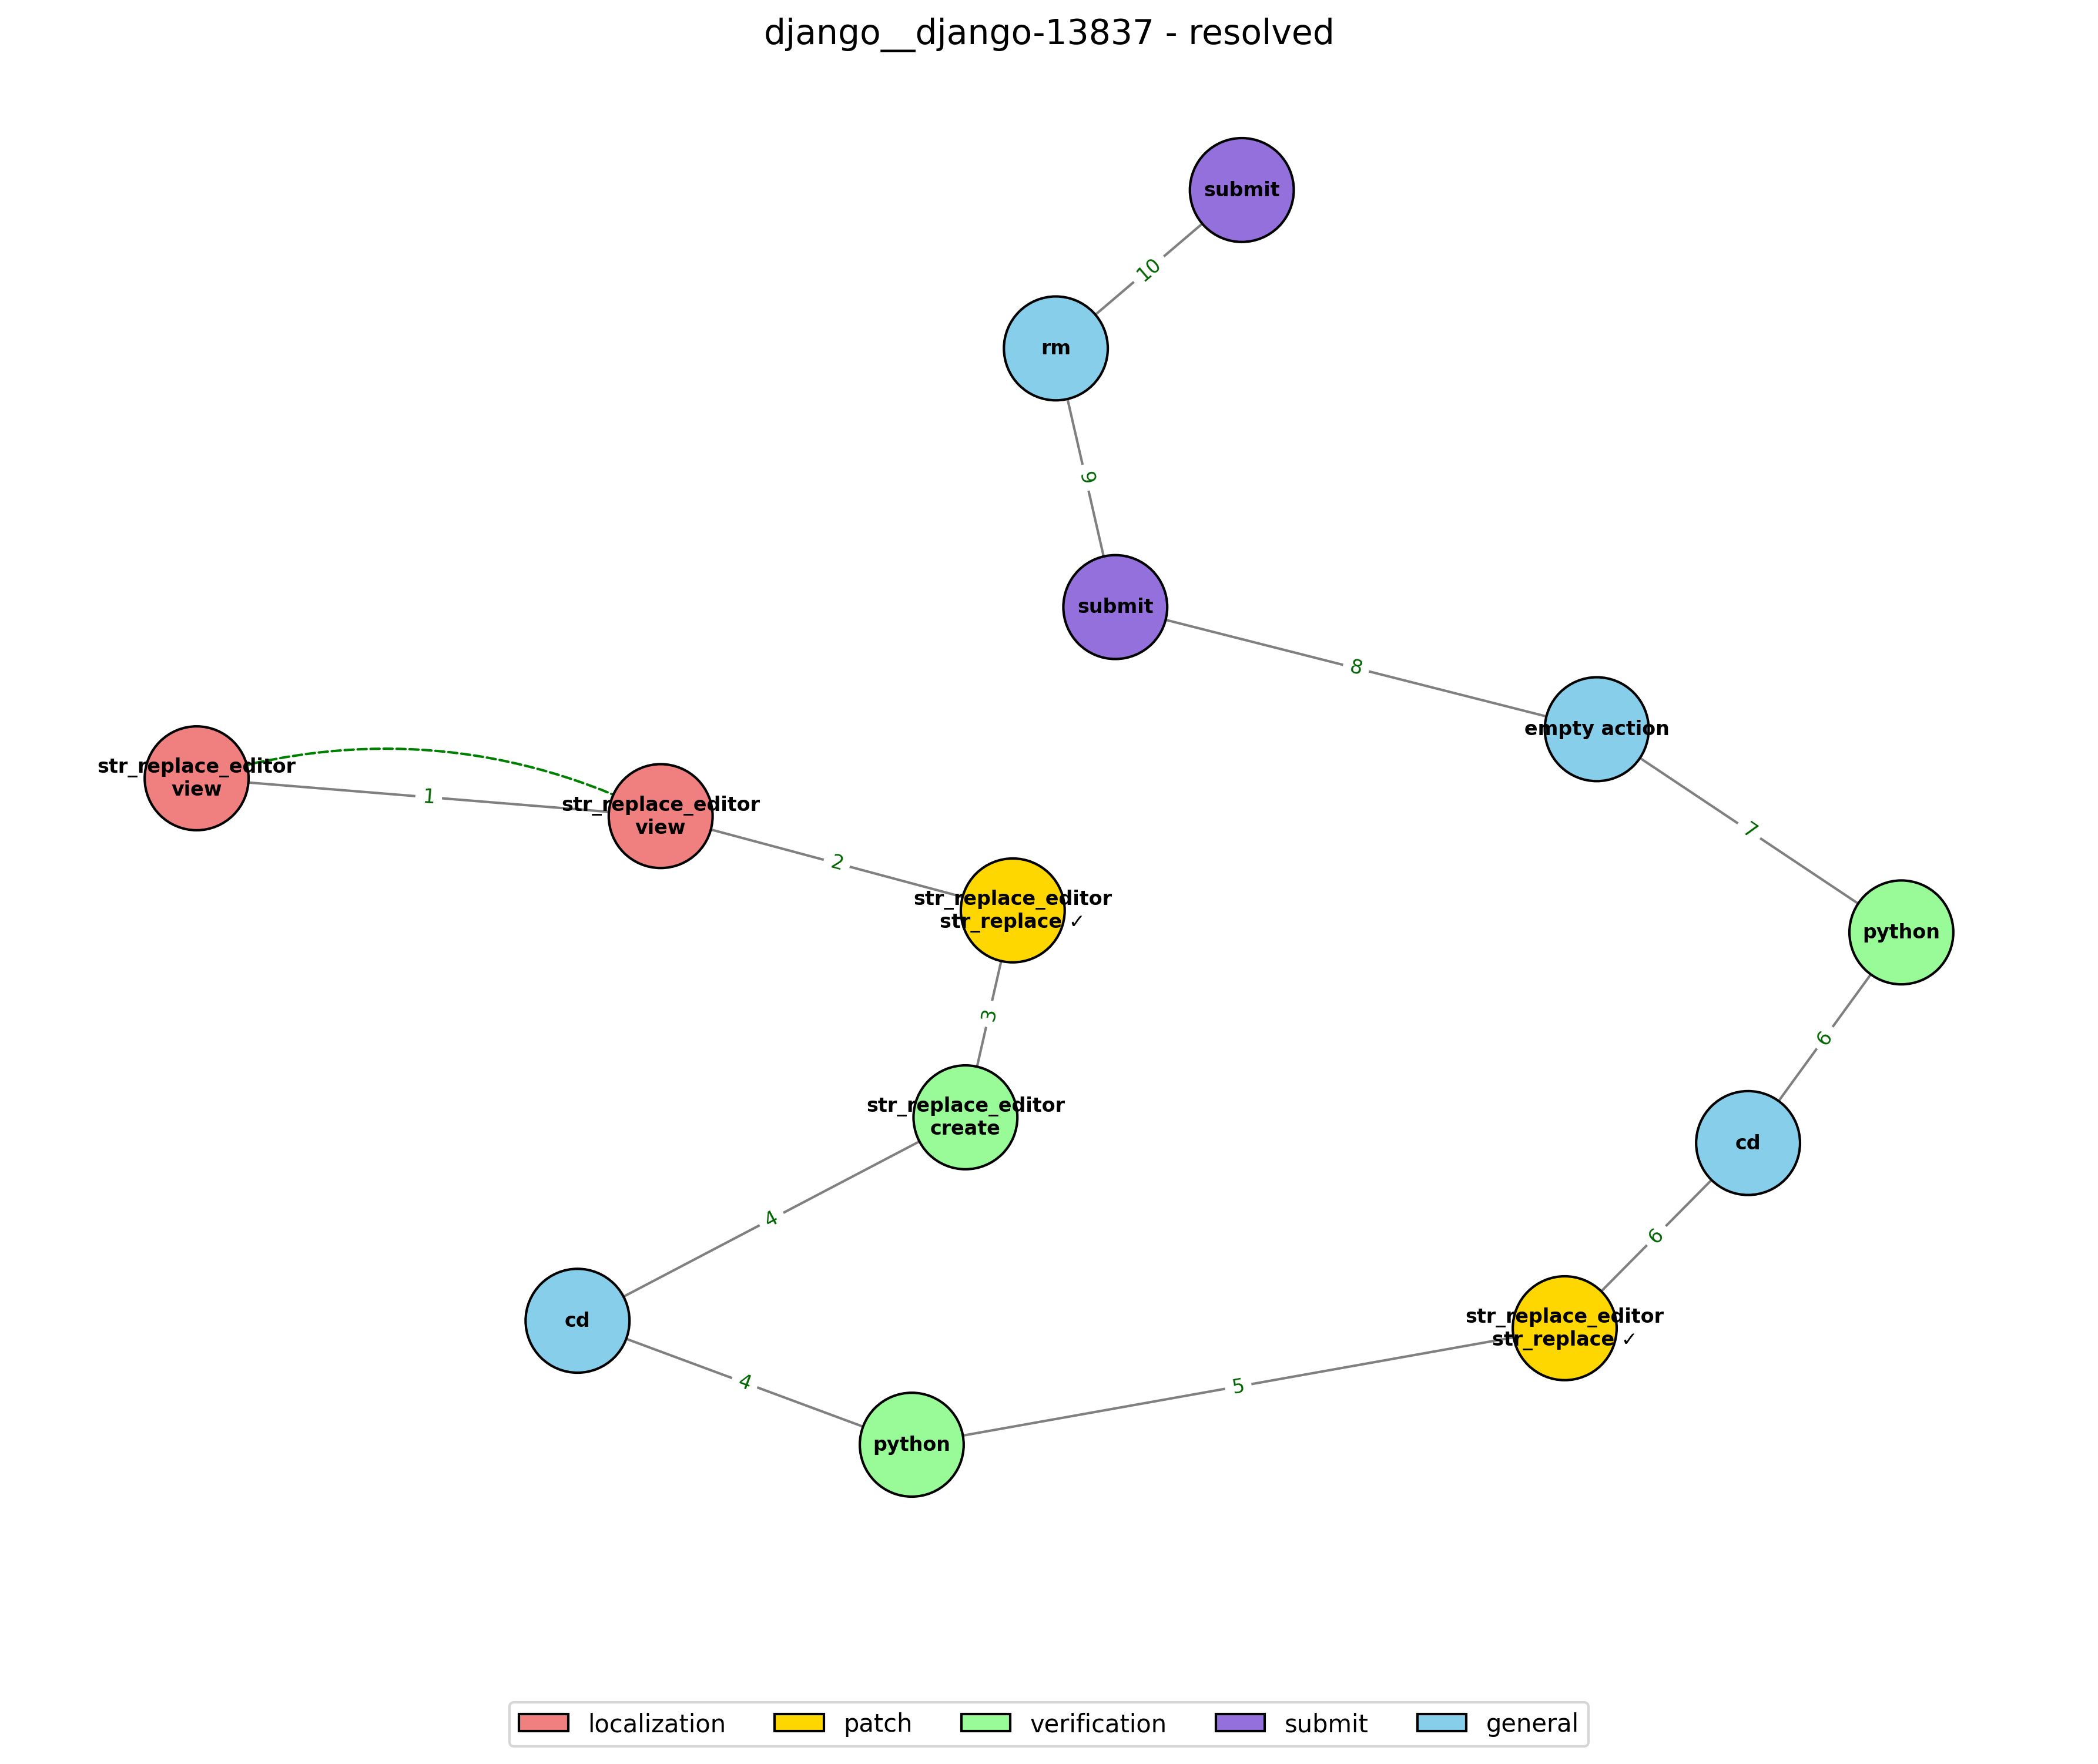 django__django-13837 - resolved
submit
10
rm
9
submit
8
empty action
str_replace_editor
view
1
str_replace_editor
view
7
2
str_replace_editor
str_replace ✓
python
3
6
str_replace_editor
create
cd
4
6
cd
str_replace_editor
str_replace ✓
4
5
python
localization
patch
verification
submit
general